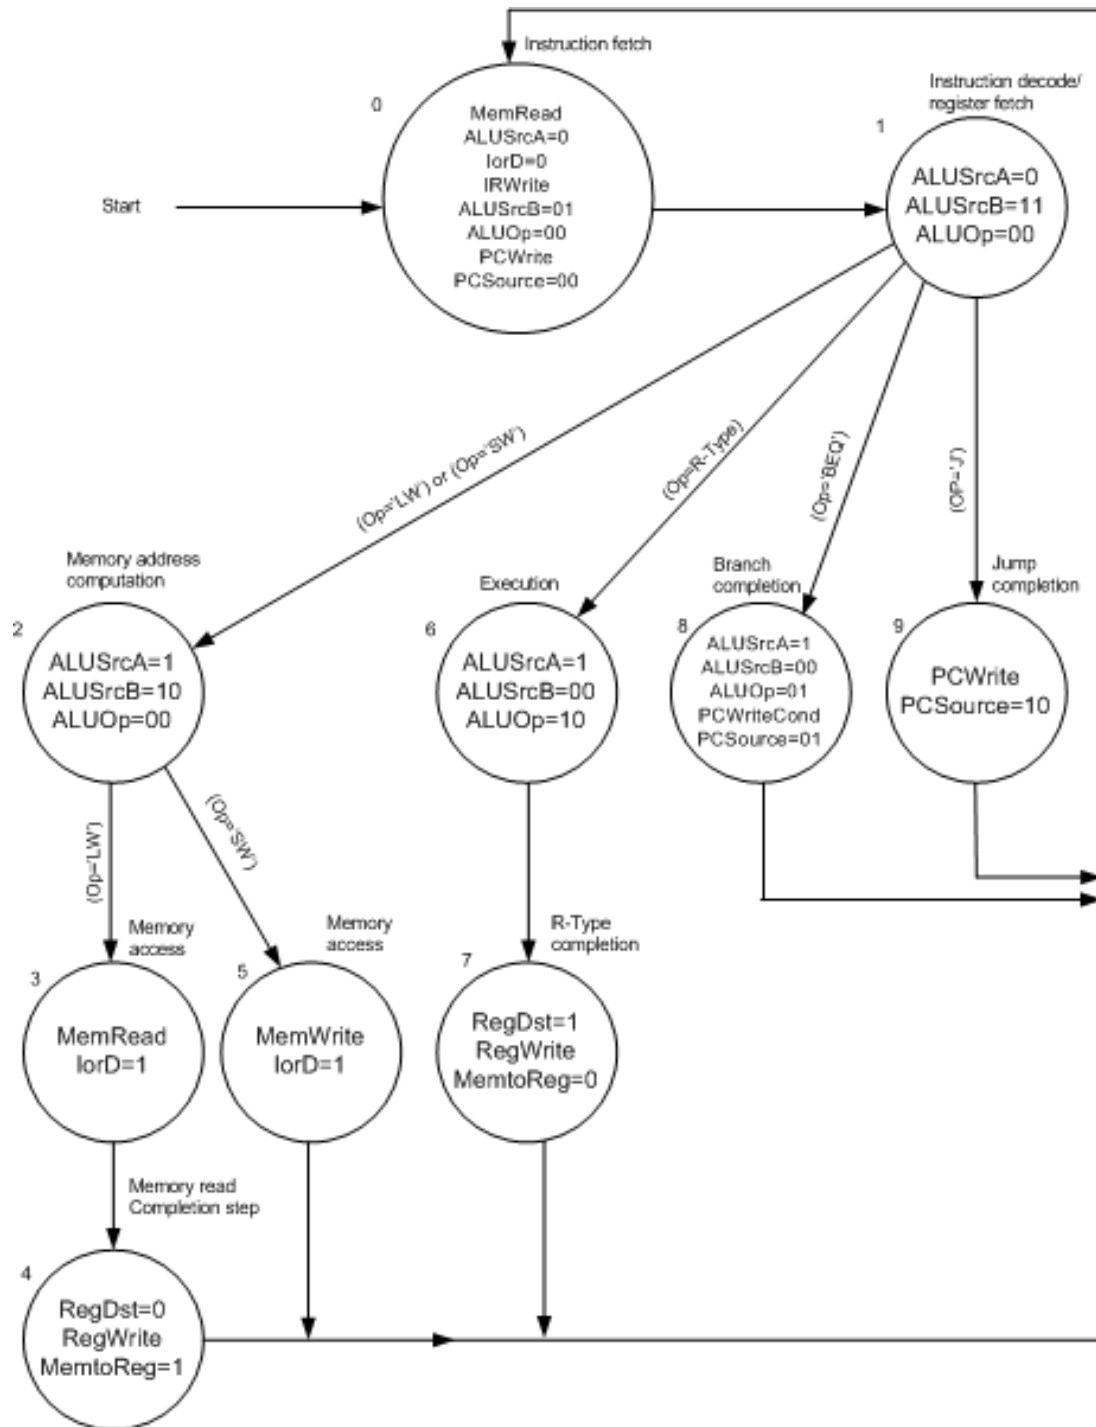 Instruction fetch
0
MemRead
ALUSrcA=0
IorD=0
IRWrite
ALUSrcB=01
ALUOp=00
PCWrite
PCSource=00
Start
Instruction decode/
register fetch
1
ALUSrcA=0
ALUSrcB=11
ALUOp=00
(Op='LW') or (Op='SW')
(Op=R-Type)
(Op='BEQ')
(OP='J')
Memory address
computation
2
ALUSrcA=1
ALUSrcB=10
ALUOp=00
Execution
6
ALUSrcA=1
ALUSrcB=00
ALUOp=10
Branch
completion
8
ALUSrcA=1
ALUSrcB=00
ALUOp=01
PCWriteCond
PCSource=01
Jump
completion
9
PCWrite
PCSource=10
(Op='LW')
(Op='SW')
Memory
access
3
MemRead
IorD=1
Memory
access
5
MemWrite
IorD=1
R-Type
completion
7
RegDst=1
RegWrite
MemtoReg=0
Memory read
Completion step
4
RegDst=0
RegWrite
MemtoReg=1